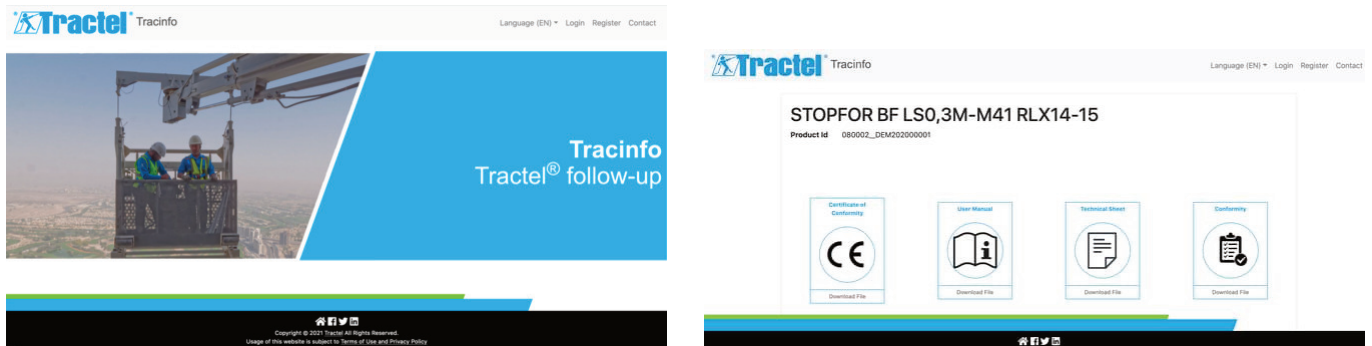 Tractel® Tracinfo
Language (EN) Login Register Contact
Tracinfo
Tractel® follow-up
Copyright @ 2021 Tractel All Rights Reserved.
Usage of this website is subject to Terms of Use and Privacy Policy
Tractel® Tracinfo
Language (EN) Login Register Contact
STOPFOR BF LS0,3M-M41 RLX14-15
Product Id 080002__DEM202000001
Certificate of
Conformity
CE
Download File
User Manual
Download File
Technical Sheet
Download File
Conformity
Download File